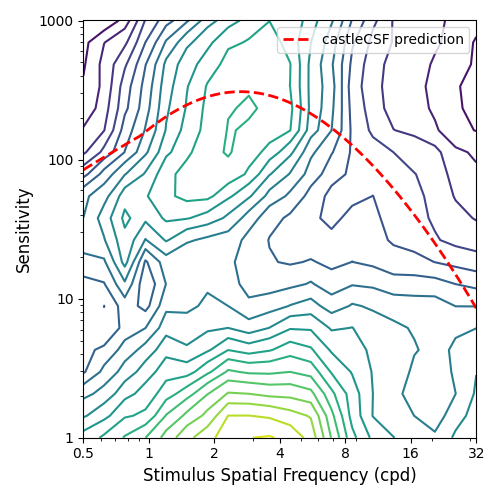 1000
castleCSF prediction
100
10
1
Sensitivity
0.5 1 2 4 8 16 32
Stimulus Spatial Frequency (cpd)